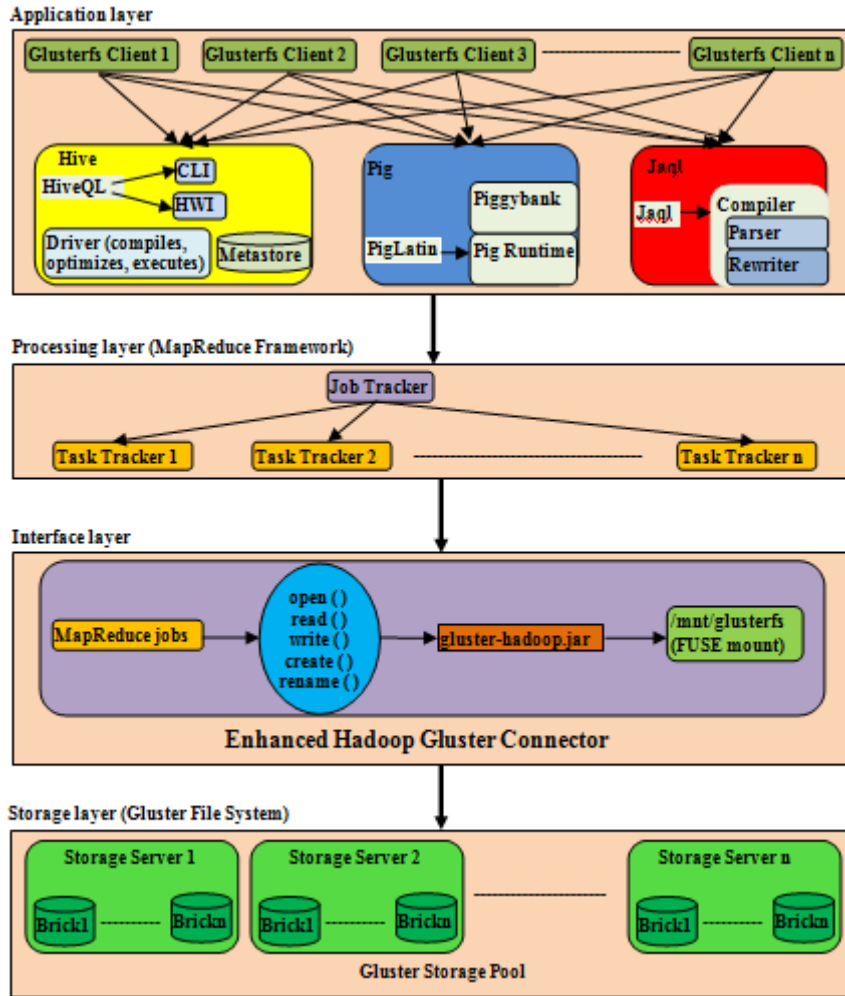 Application layer
Glusterfs Client 1
Glusterfs Client 2
Glusterfs Client 3
Glusterfs Client n
Hive
HiveQL
CLI
HWI
Driver (compiles,
optimizes, executes)
Metastore
Pig
Piggybank
PigLatin
Pig Runtime
Jaql
Jaql
Compiler
Parser
Rewriter
Processing layer (MapReduce Framework)
Job Tracker
Task Tracker 1
Task Tracker 2
Task Tracker n
Interface layer
MapReduce jobs
open ( )
read ( )
write ( )
create ( )
rename ( )
gluster-hadoop.jar
/mnt/glusterfs
(FUSE mount)
Enhanced Hadoop Gluster Connector
Storage layer (Gluster File System)
Storage Server 1
Brick1
Brickn
Storage Server 2
Brick1
Brickn
Storage Server n
Brick1
Brickn
Gluster Storage Pool